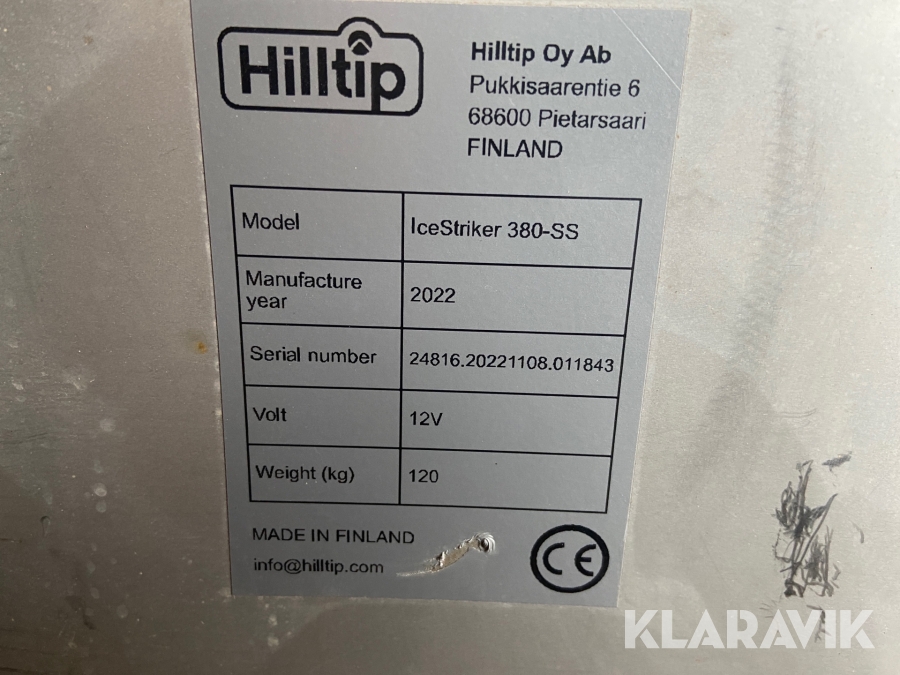 Hilltip
Hilltip Oy Ab
Pukkisaarentie 6
68600 Pietarsaari
FINLAND
Model IceStriker 380-SS
Manufacture
year 2022
Serial number 24816.20221108.011843
Volt 12V
Weight (kg) 120
MADE IN FINLAND
info@hilltip.com
CE
KLARAVIK